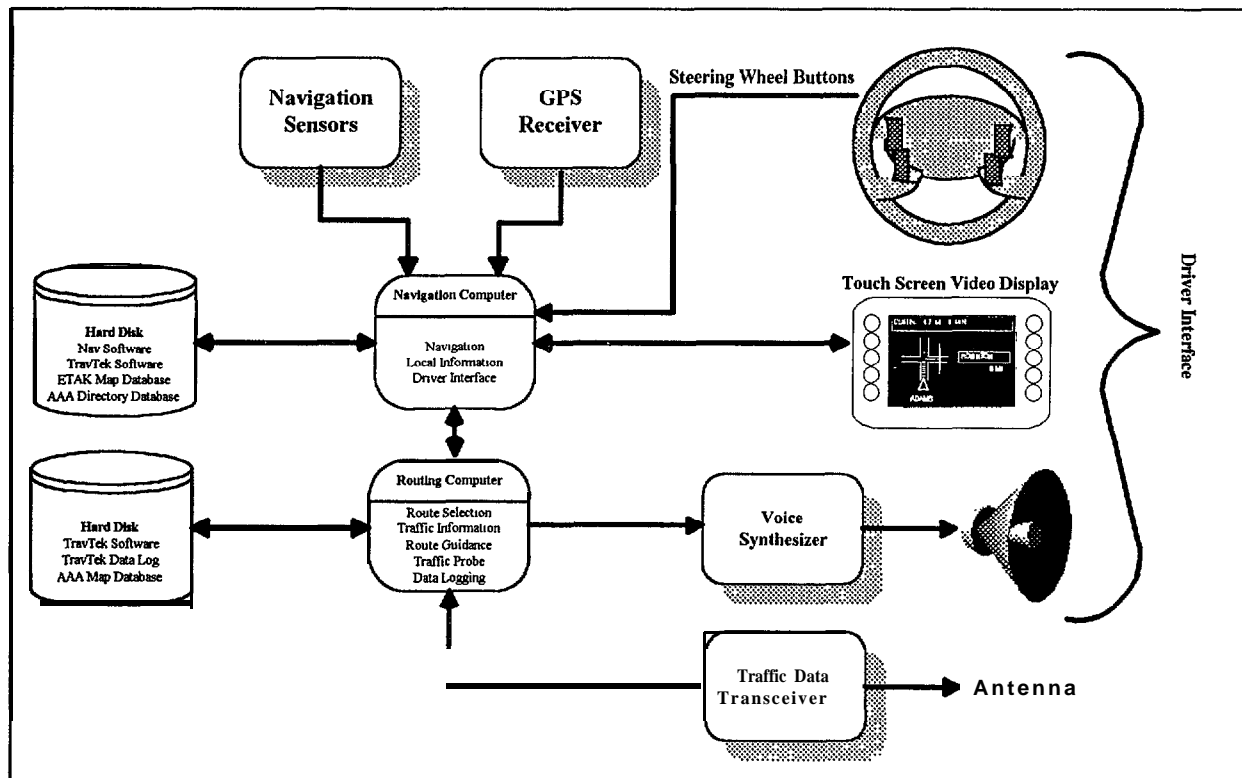 Navigation
Sensors
GPS
Receiver
Steering Wheel Buttons
Touch Screen Video Display
Driver Interface
Hard Disk
Nav Software
TravTek Software
ETAK Map Database
AAA Directory Database
Navigation Computer
Navigation
Local Information
Driver Interface
ADAMS
Hard Disk
TravTek Software
TravTek Data Log
AAA Map Database
Routing Computer
Route Selection
Traffic Information
Route Guidance
Traffic Probe
Data Logging
Voice
Synthesizer
Traffic Data
Transceiver
Antenna